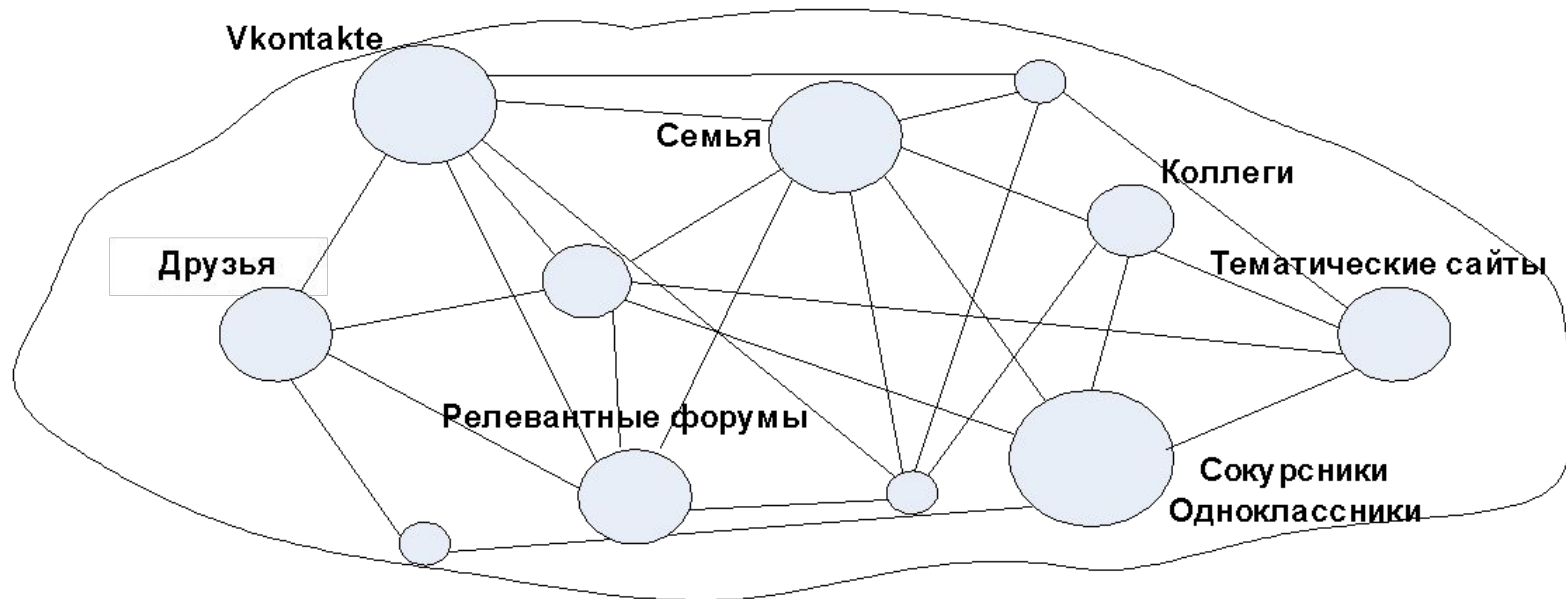 Vkontakte
Семья
Коллеги
Друзья
Тематические сайты
Релевантные форумы
Сокурсники
Одноклассники